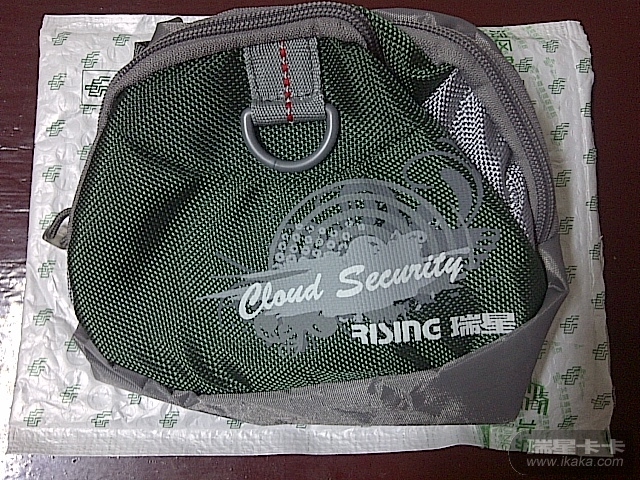 Cloud Security
RISING 瑞星
瑞星卡卡
www.ikaka.com